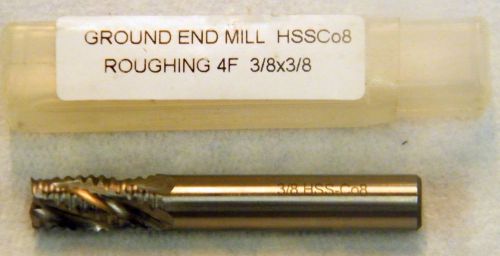 GROUND END MILL HSSCo8
ROUGHING 4F 3/8x3/8
3/8 HSS-Co8